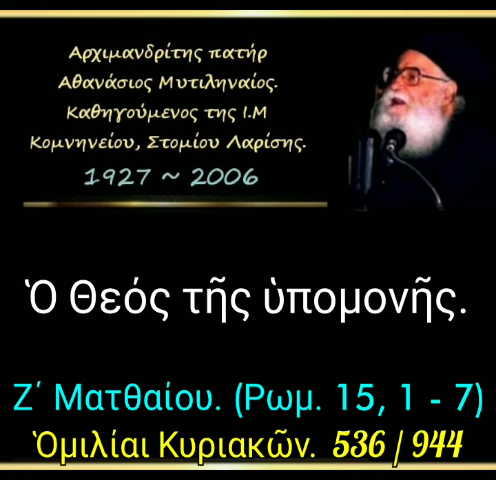 Αρχιμανδρίτης πατήρ
Αθανάσιος Μυτιληναίος.
Καθηγούμενος της Ι.Μ
Κομνηνείου, Στομίου Λαρίσης.
1927 ~ 2006
Ὁ Θεός τῆς ὑπομονῆς.
Ζ΄ Ματθαίου. (Ρωμ. 15, 1 - 7)
Ὁμιλίαι Κυριακῶν. 536 / 944